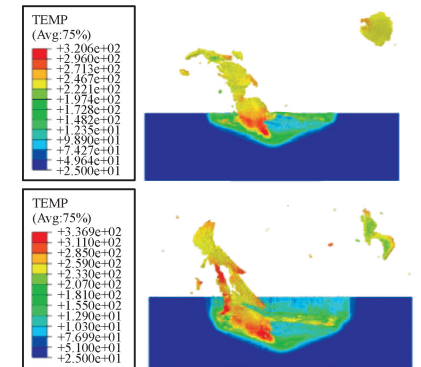 TEMP
(Avg:75%)
+3.206e+02
+2.960e+02
+2.713e+02
+2.467e+02
+2.221e+02
+1.974e+02
+1.728e+02
+1.482e+02
+1.235e+01
+9.890e+01
+7.427e+01
+4.964e+01
+2.500e+01
TEMP
(Avg:75%)
+3.369e+02
+3.110e+02
+2.850e+02
+2.590e+02
+2.330e+02
+2.070e+02
+1.810e+02
+1.550e+02
+1.290e+01
+1.030e+01
+7.699e+01
+5.100e+01
+2.500e+01